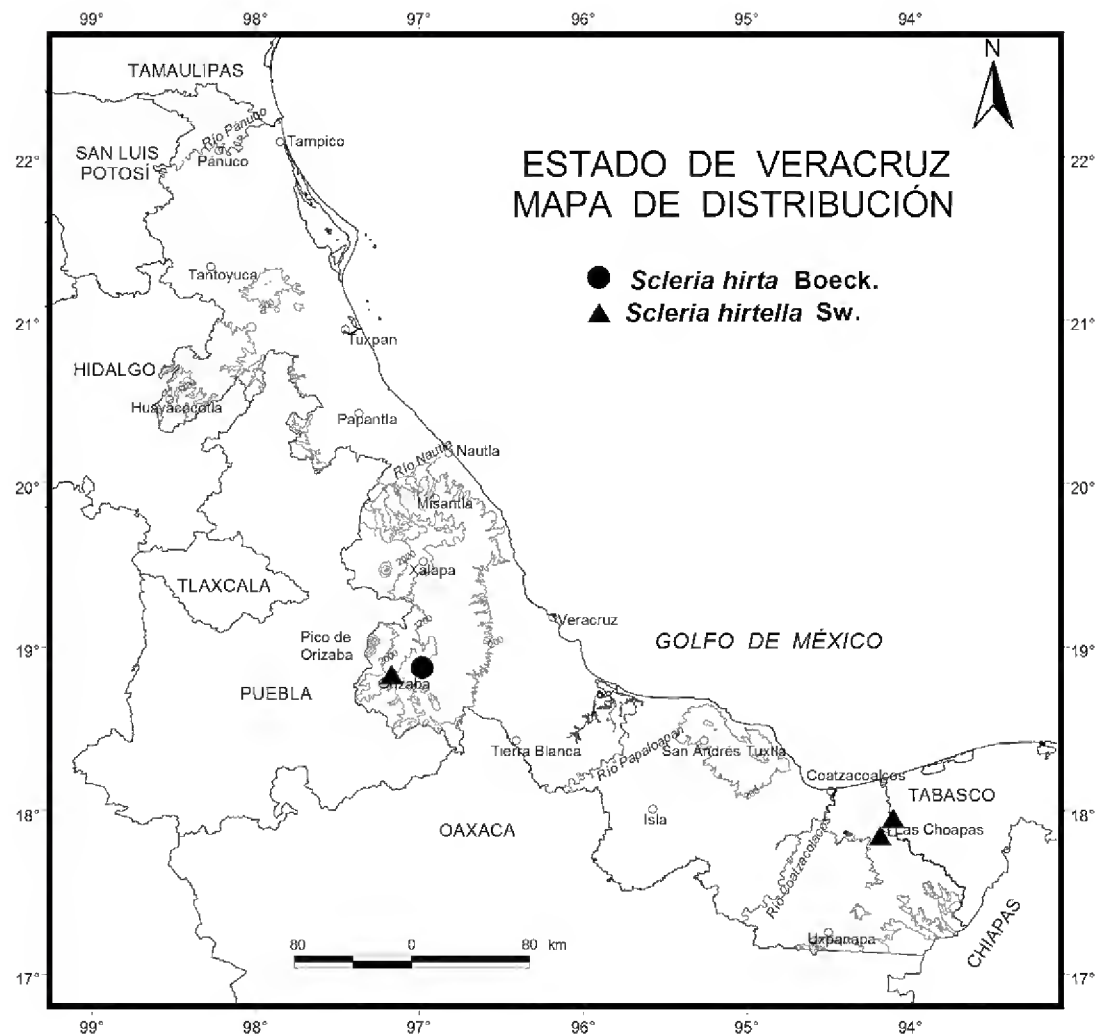 99° 98° 97° 96° 95° 94°
N
TAMAULIPAS
Río Pánuco
Tampico
22° 22°
SAN LUIS
POTOSÍ
Pánuco
ESTADO DE VERACRUZ
MAPA DE DISTRIBUCIÓN
Tantoyuca
Scleria hirta Boeck.
Scleria hirtella Sw.
21° 21°
Tuxpan
HIDALGO
Huayacocotla
Papantla
Río Nautla
Nautla
20° 20°
Misantla
2000
Xalapa
TLAXCALA
Veracruz
Pico de
Orizaba
GOLFO DE MÉXICO
19° 19°
2000
Orizaba
PUEBLA
Tierra Blanca
Río Papaloapan
San Andrés Tuxtla
Coatzacoalcos
TABASCO
18° 18°
OAXACA
Isla
Las Choapas
Río Coatzacoalcos
Uxpanapa
CHIAPAS
80 0 80 km
17° 17°
99° 98° 97° 96° 95° 94°